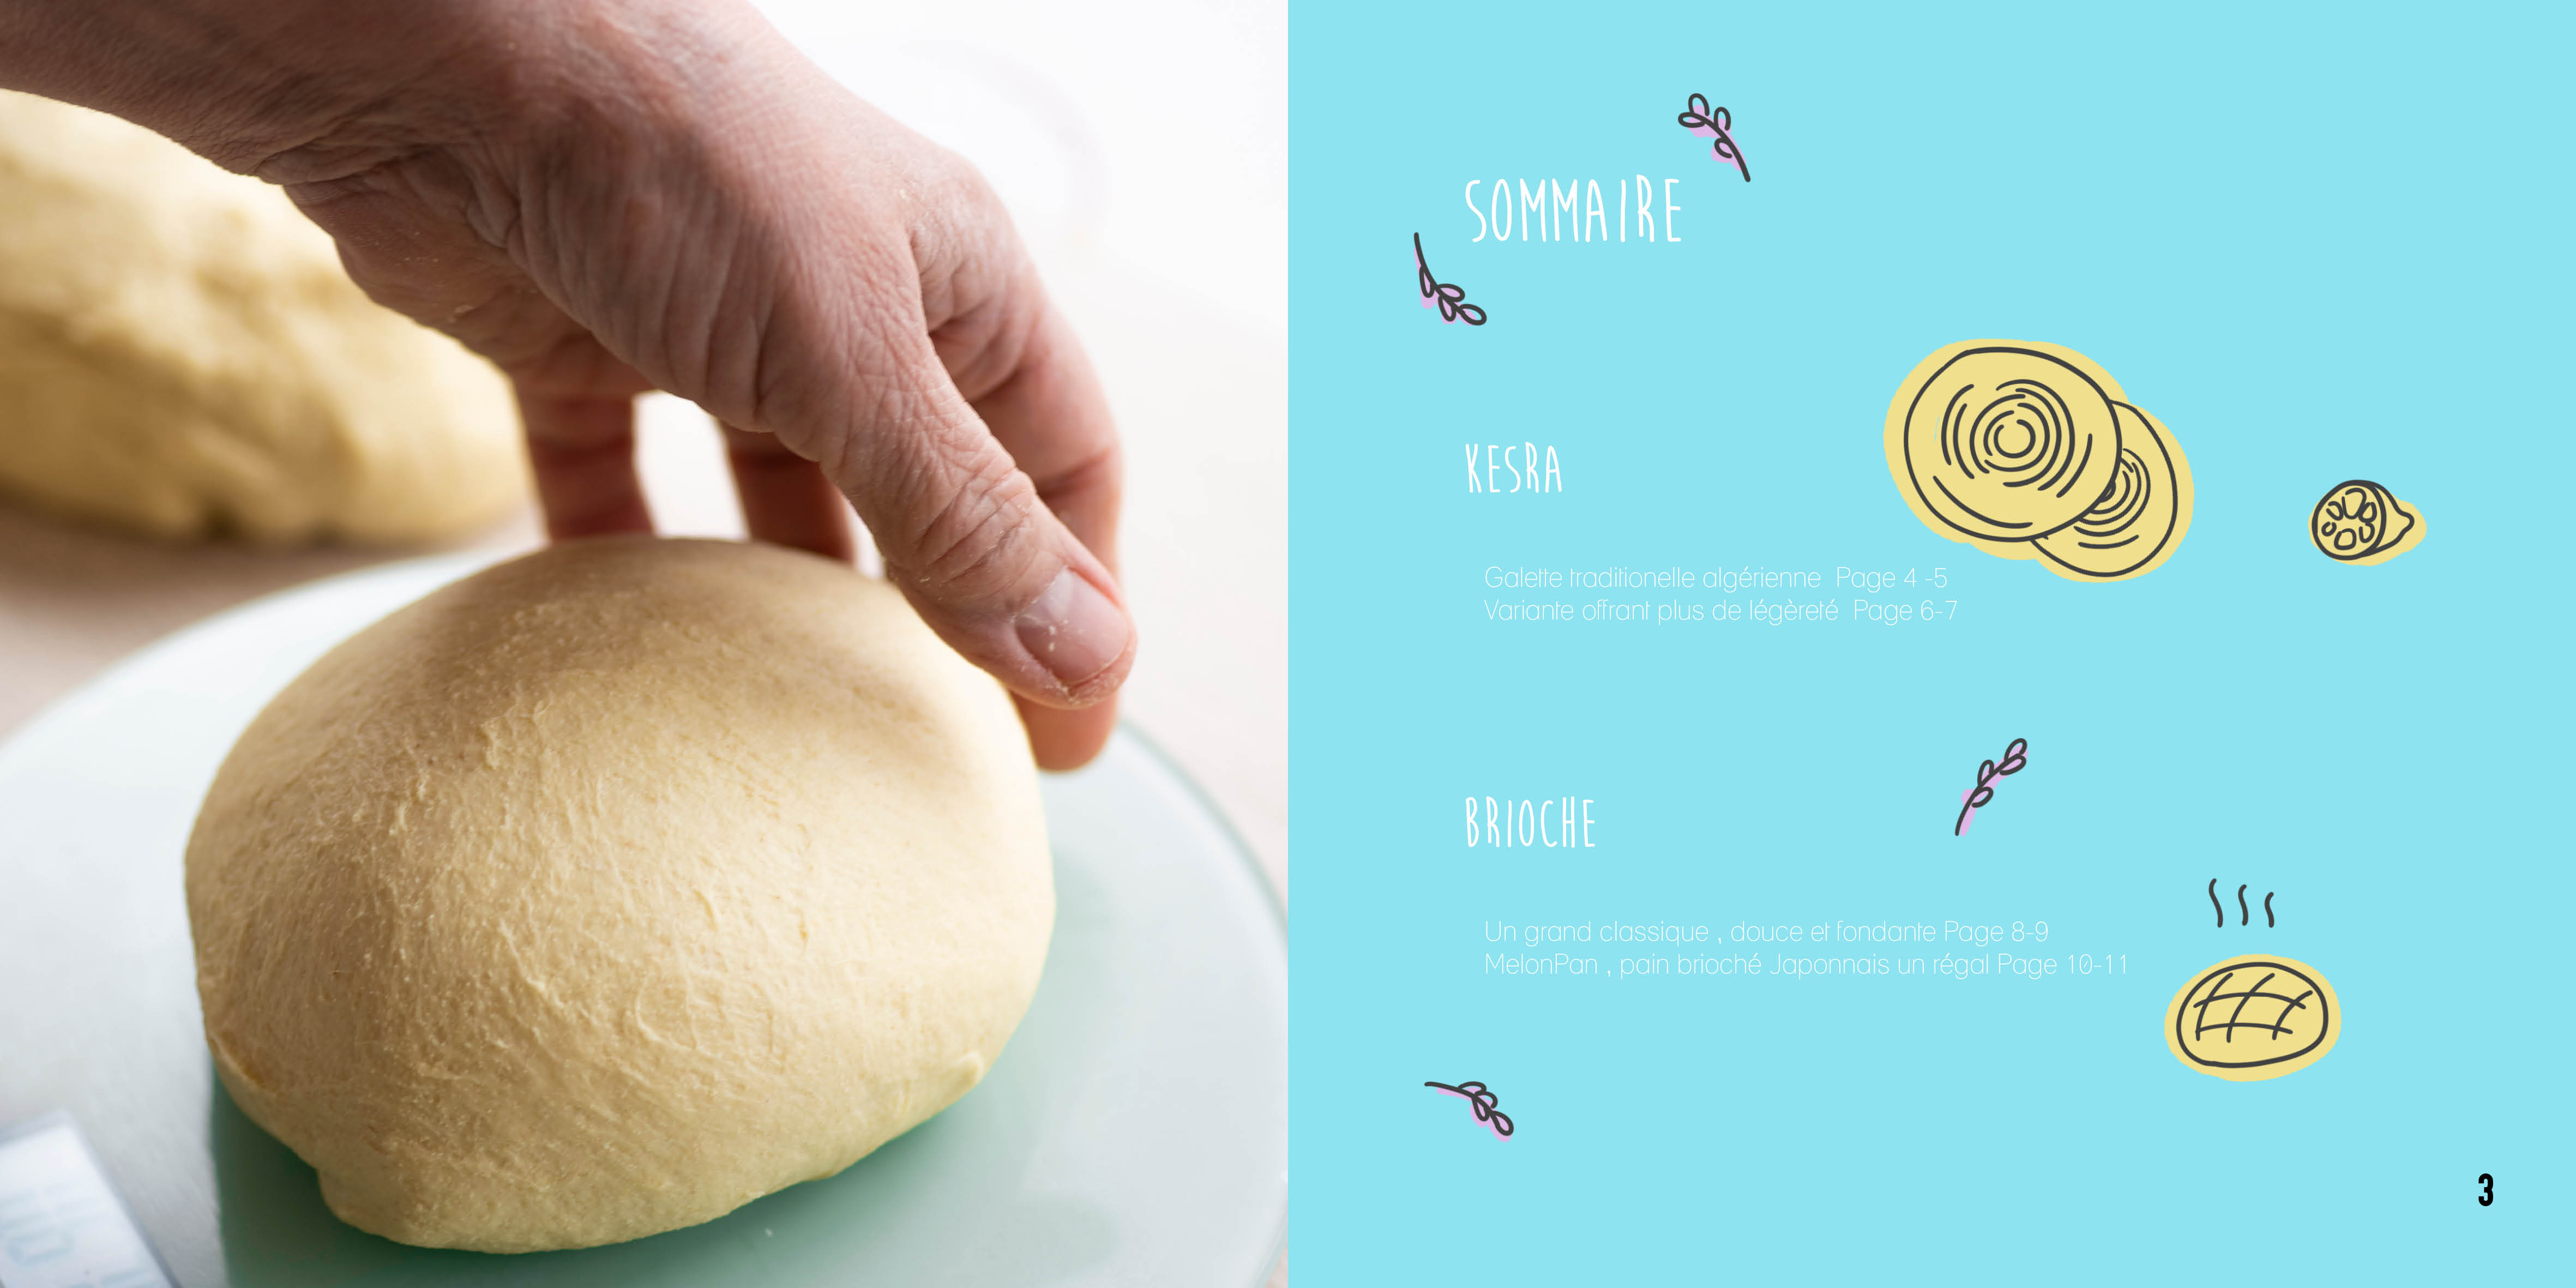 SOMMAIRE
KESRA
Galette traditionelle algérienne Page 4 -5
Variante offrant plus de légèreté Page 6-7
BRIOCHE
Un grand classique , douce et fondante Page 8-9
MelonPan , pain brioché Japonnais un régal Page 10-11
3